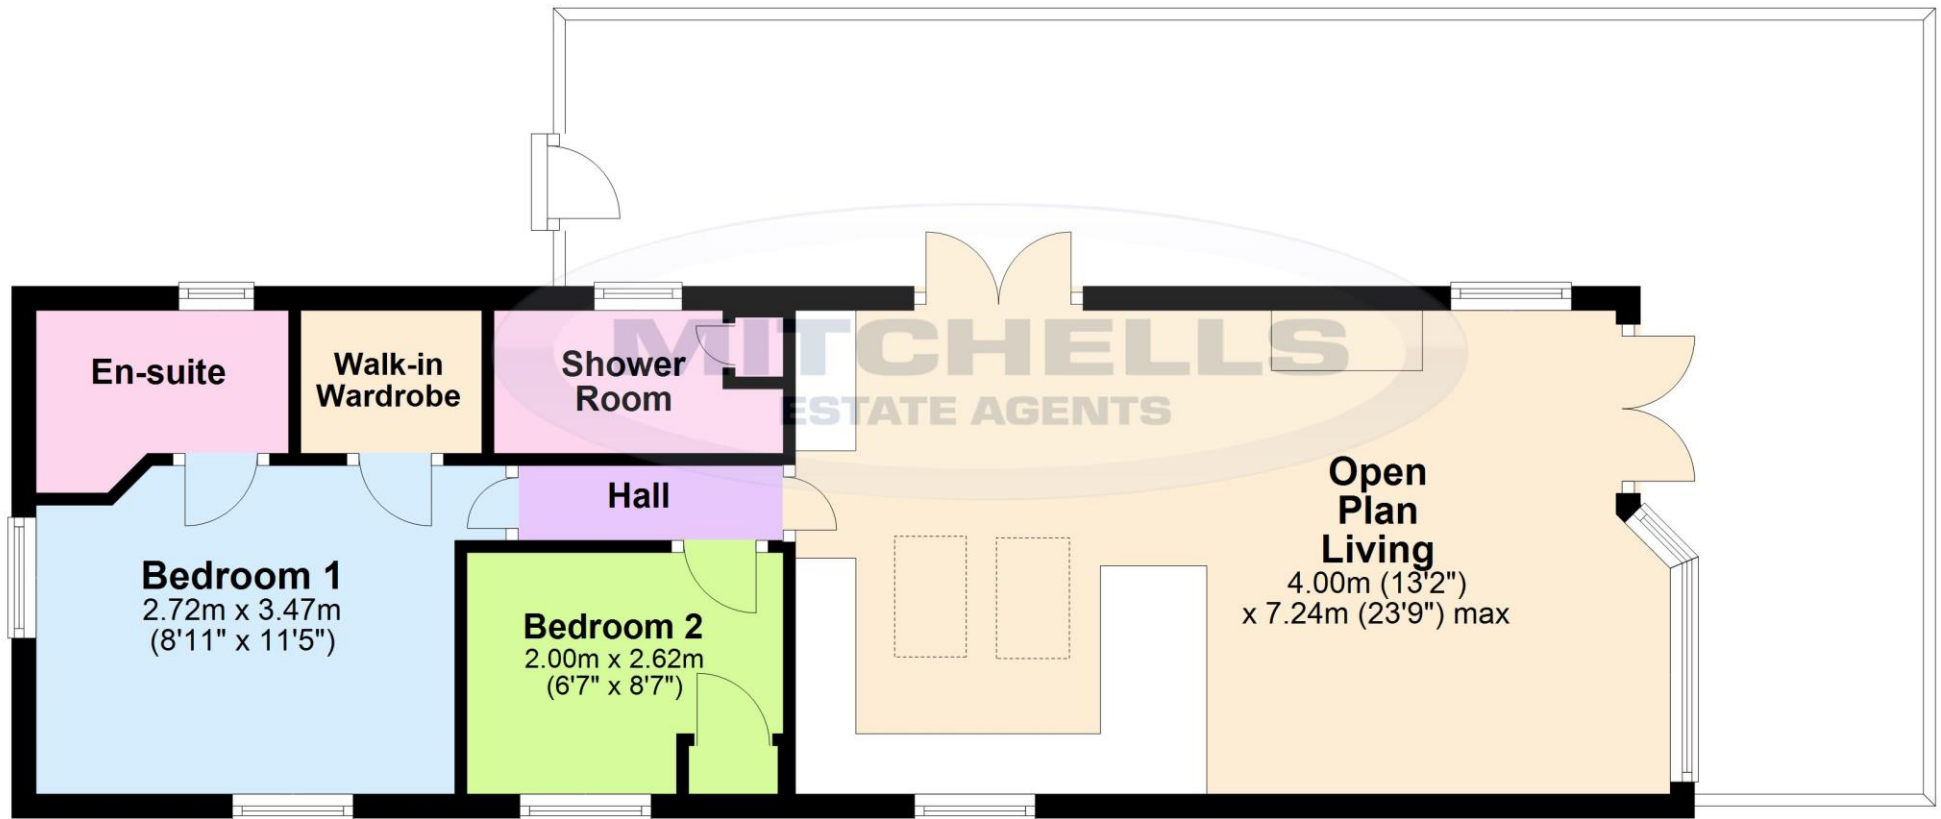 MITCHELLS
ESTATE AGENTS
En-suite
Walk-in
Wardrobe
Shower
Room
Hall
Open
Plan
Living
4.00m (13'2")
x 7.24m (23'9") max
Bedroom 1
2.72m x 3.47m
(8'11" x 11'5")
Bedroom 2
2.00m x 2.62m
(6'7" x 8'7")